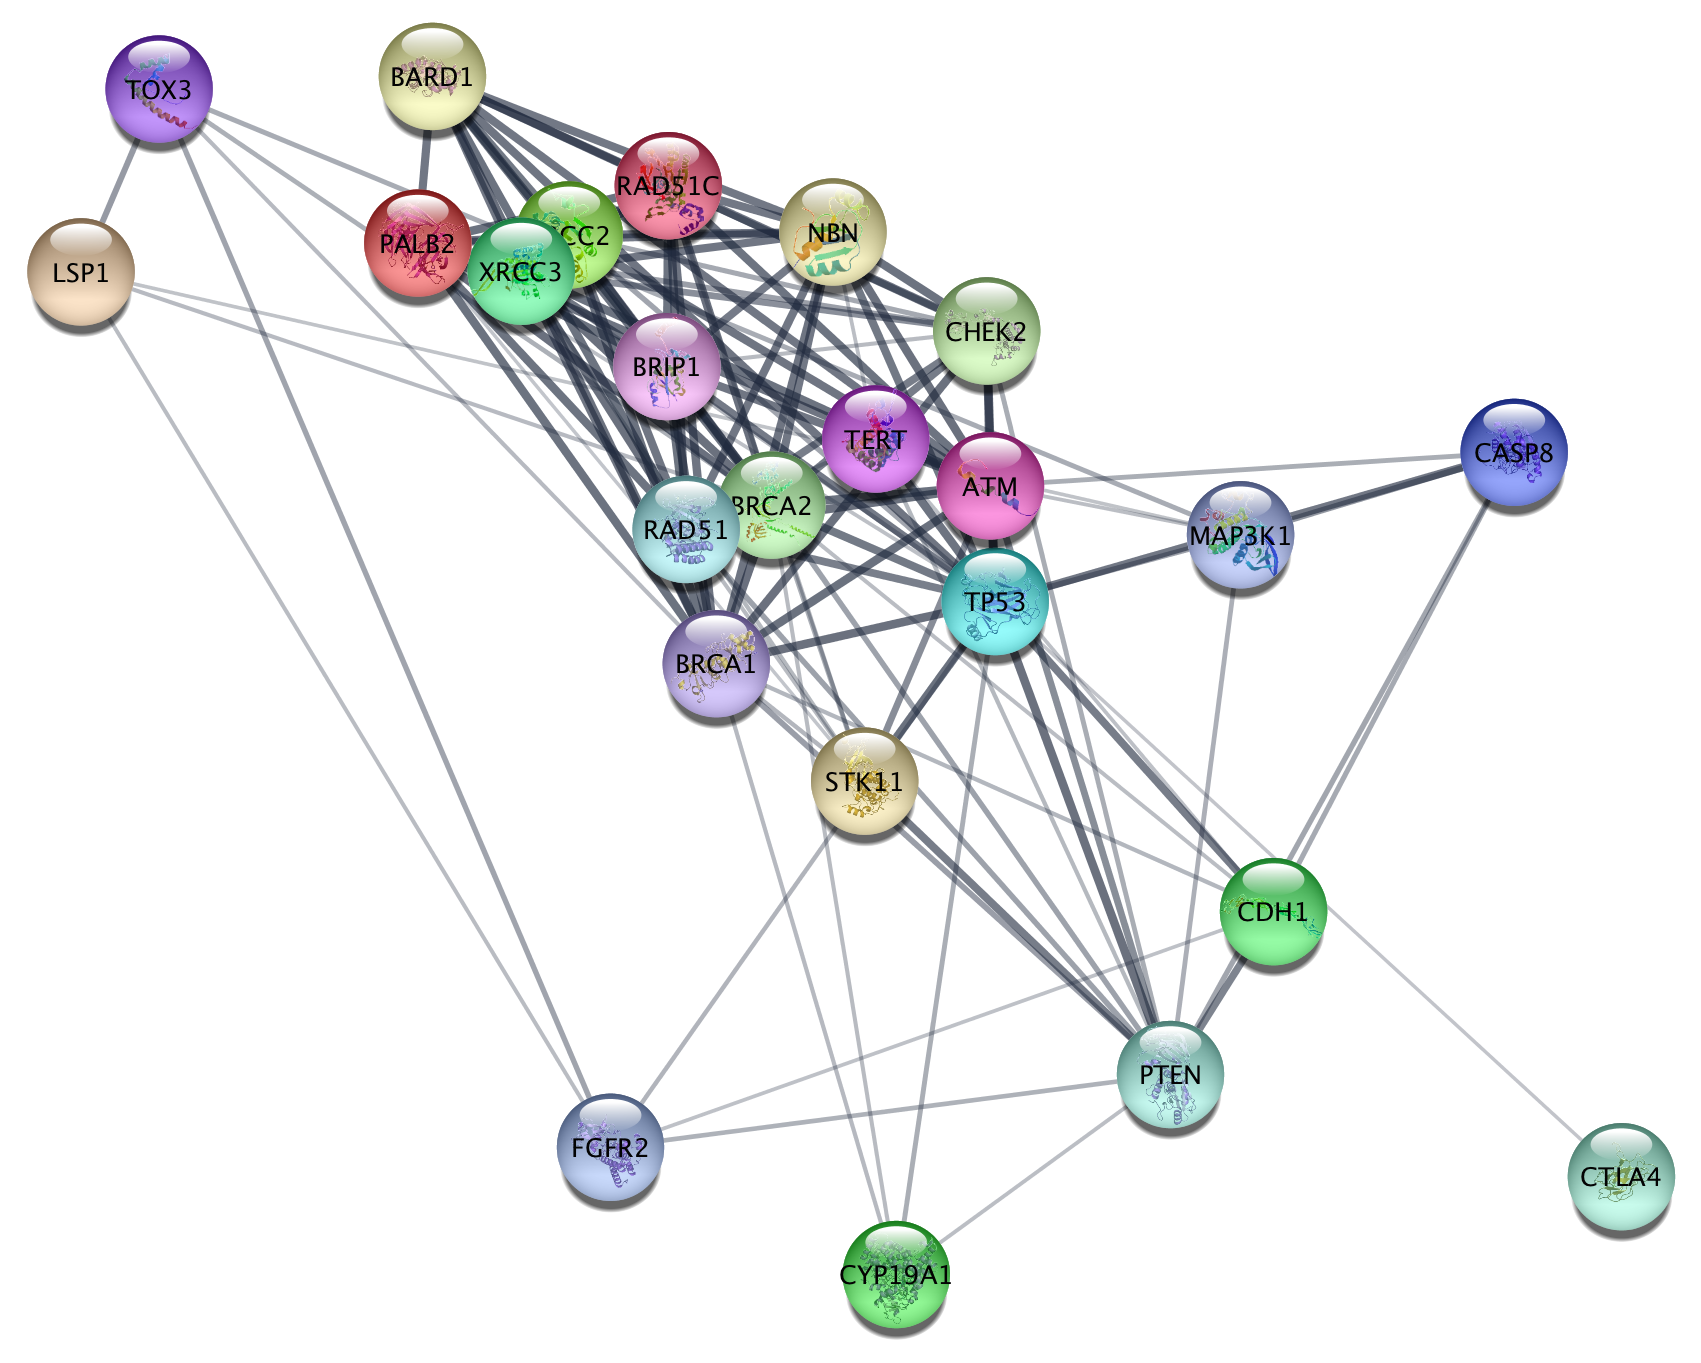 TOX3
BARD1
RAD51C
PALB2
CC2
NBN
LSP1
XRCC3
CHEK2
BRIP1
TERT
CASP8
ATM
BRCA2
RAD51
MAP3K1
TP53
BRCA1
STK11
CDH1
PTEN
FGFR2
CTLA4
CYP19A1